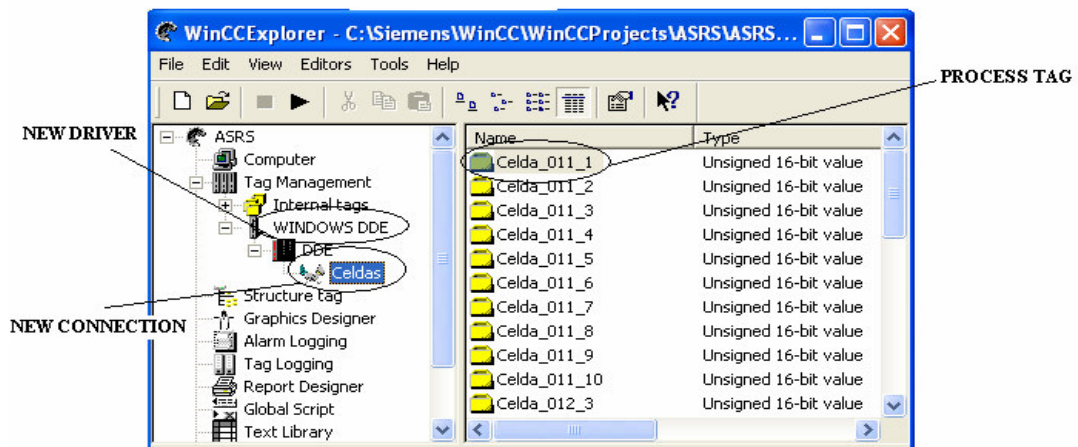 WinCCExplorer - C:\Siemens\WinCC\WinCCProjects\ASRS\ASRS...
File Edit View Editors Tools Help
PROCESS TAG
NEW DRIVER
NEW CONNECTION
ASRS
Computer
Tag Management
Internal tags
WINDOWS DDE
DDE
Celdas
Structure tag
Graphics Designer
Alarm Logging
Tag Logging
Report Designer
Global Script
Text Library
Name Type
Celda_011_1 Unsigned 16-bit value
Celda_011_2 Unsigned 16-bit value
Celda_011_3 Unsigned 16-bit value
Celda_011_4 Unsigned 16-bit value
Celda_011_5 Unsigned 16-bit value
Celda_011_6 Unsigned 16-bit value
Celda_011_7 Unsigned 16-bit value
Celda_011_8 Unsigned 16-bit value
Celda_011_9 Unsigned 16-bit value
Celda_011_10 Unsigned 16-bit value
Celda_012_3 Unsigned 16-bit value